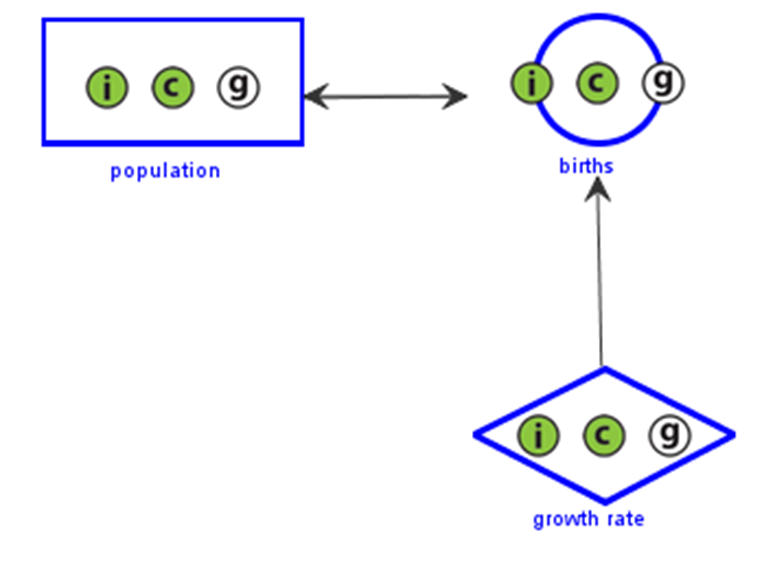 i c g
i c g
population
births
i c g
growth rate